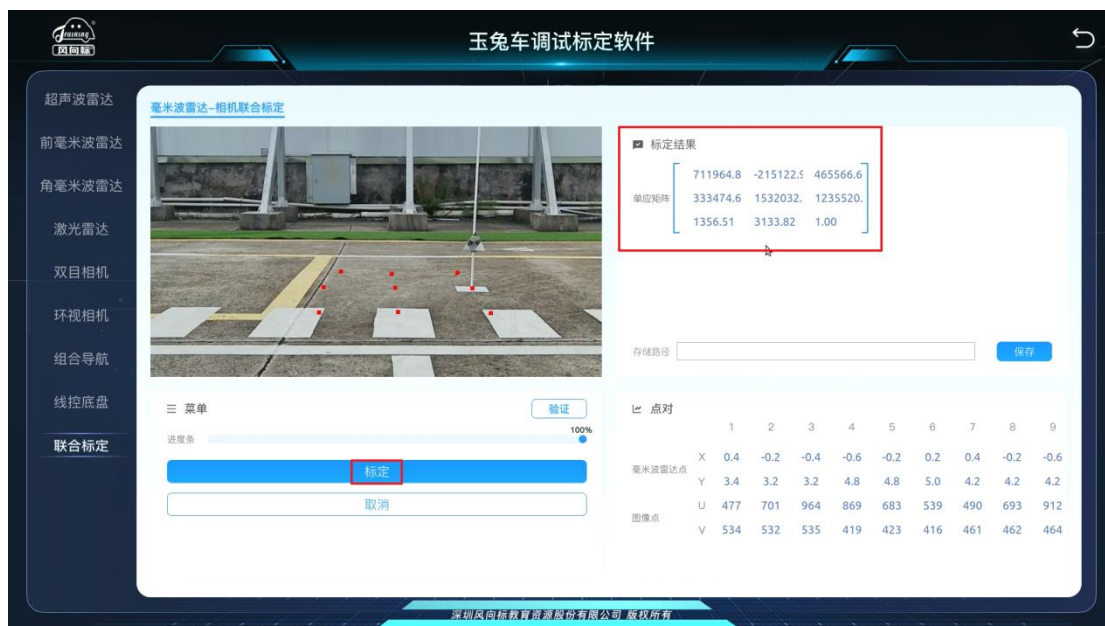 风向标
玉兔车调试标定软件
超声波雷达
前毫米波雷达
角毫米波雷达
激光雷达
双目相机
环视相机
组合导航
线控底盘
联合标定
毫米波雷达-相机联合标定
标定结果
单应矩阵
711964.8 -215122.9 465566.6
333474.6 1532032. 1235520.
1356.51 3133.82 1.00
存储路径 保存
菜单 验证
进度条 100%
标定
取消
点对
1 2 3 4 5 6 7 8 9
毫米波雷达点
X 0.4 -0.2 -0.4 -0.6 -0.2 0.2 0.4 -0.2 -0.6
Y 3.4 3.2 3.2 4.8 4.8 5.0 4.2 4.2 4.2
图像点
U 477 701 964 869 683 539 490 693 912
V 534 532 535 419 423 416 461 462 464
深圳风向标教育资源股份有限公司 版权所有